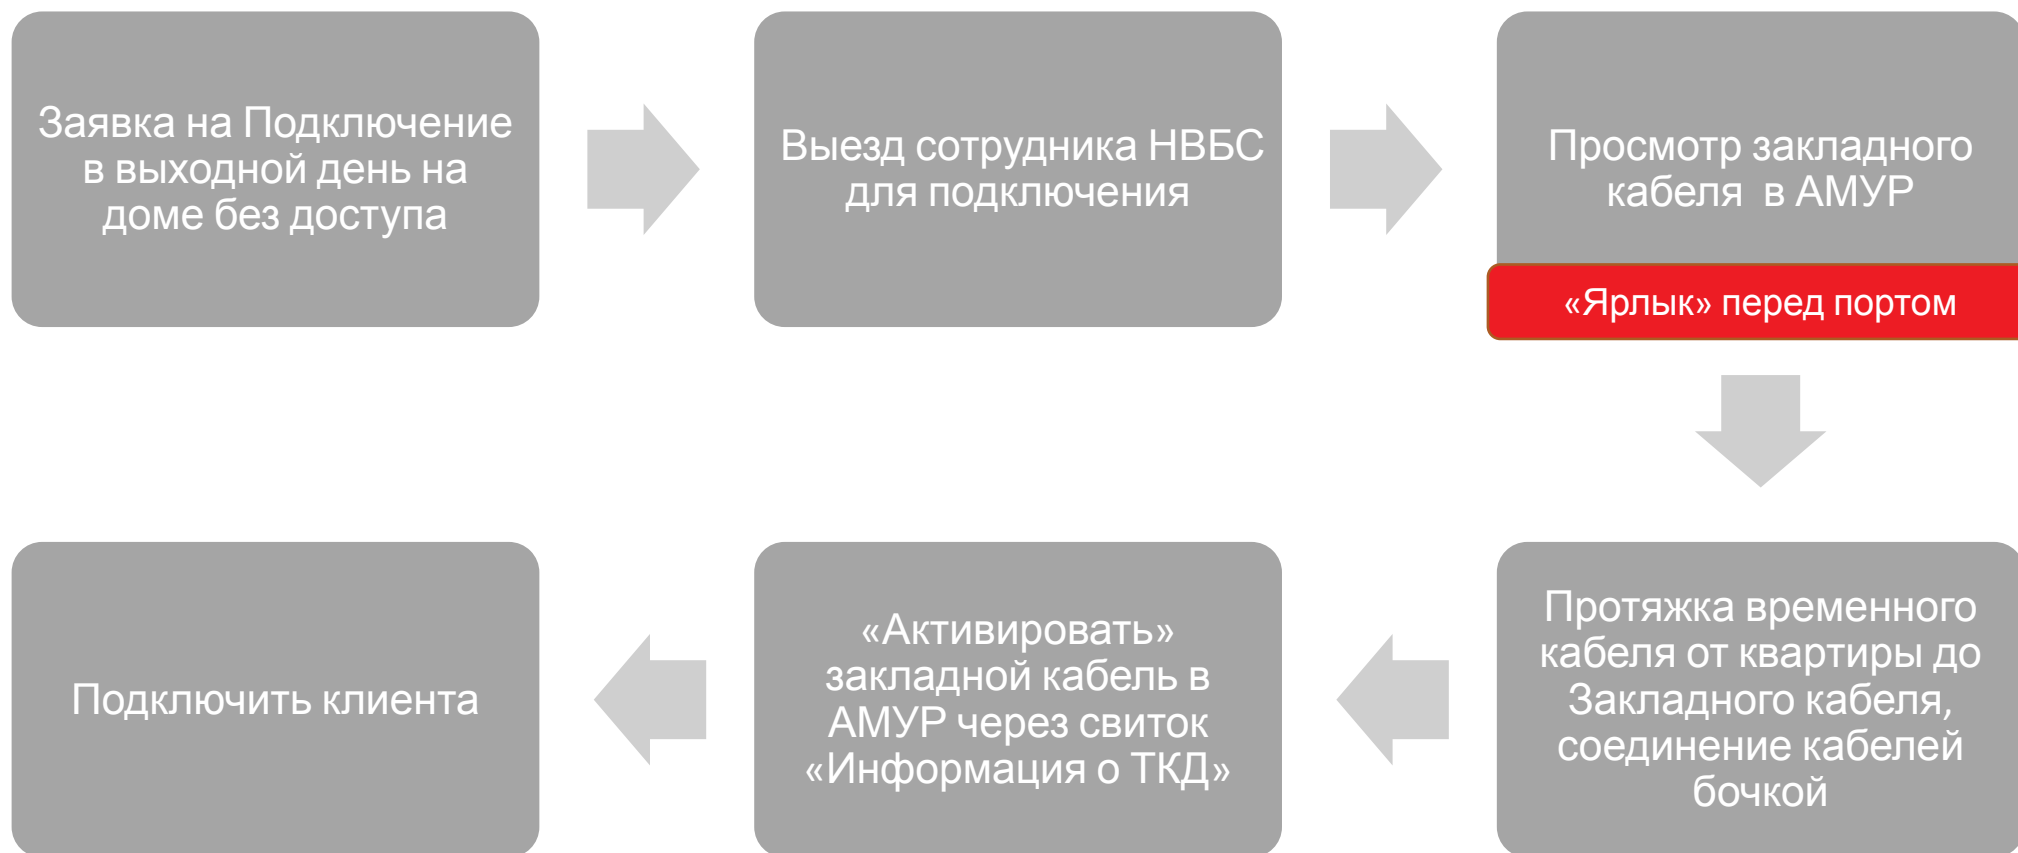 Заявка на Подключение
в выходной день на
доме без доступа
Выезд сотрудника НВБС
для подключения
Просмотр закладного
кабеля  в АМУР
«Ярлык» перед портом
Протяжка временного
кабеля от квартиры до
Закладного кабеля,
соединение кабелей
бочкой
«Активировать»
закладной кабель в
АМУР через свиток
«Информация о ТКД»
Подключить клиента